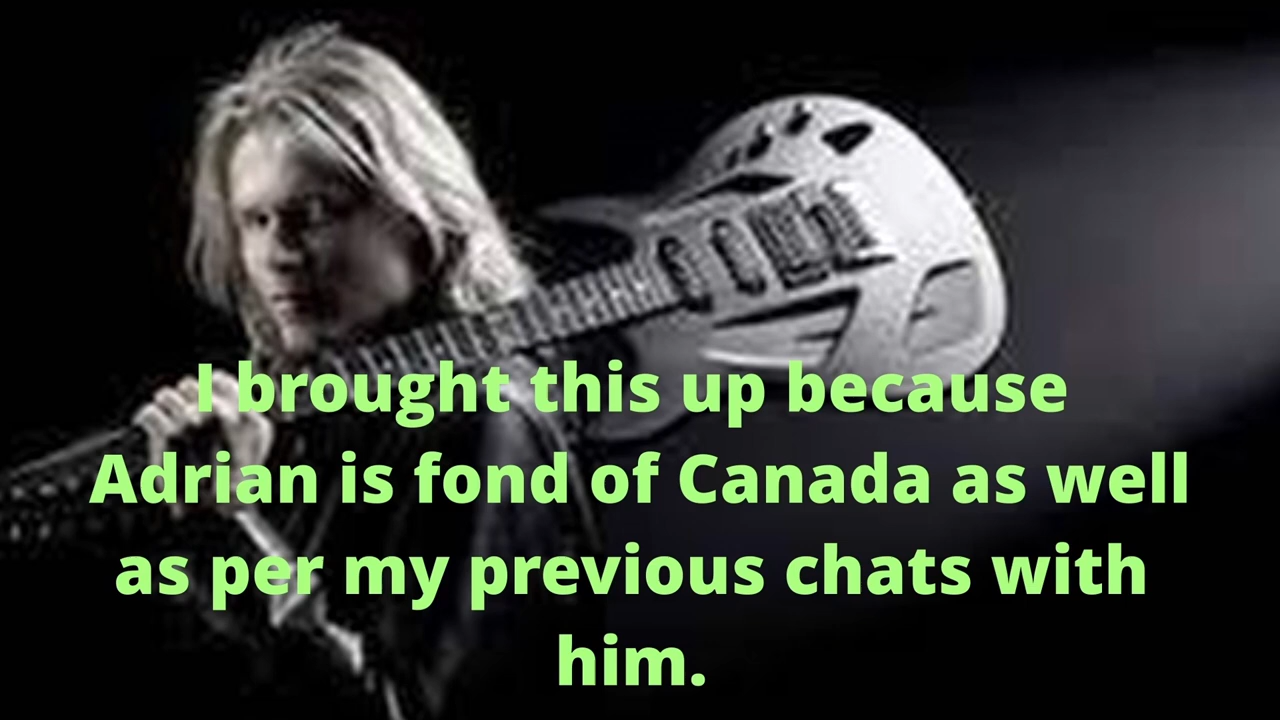 I brought this up because
Adrian is fond of Canada as well
as per my previous chats with
him.